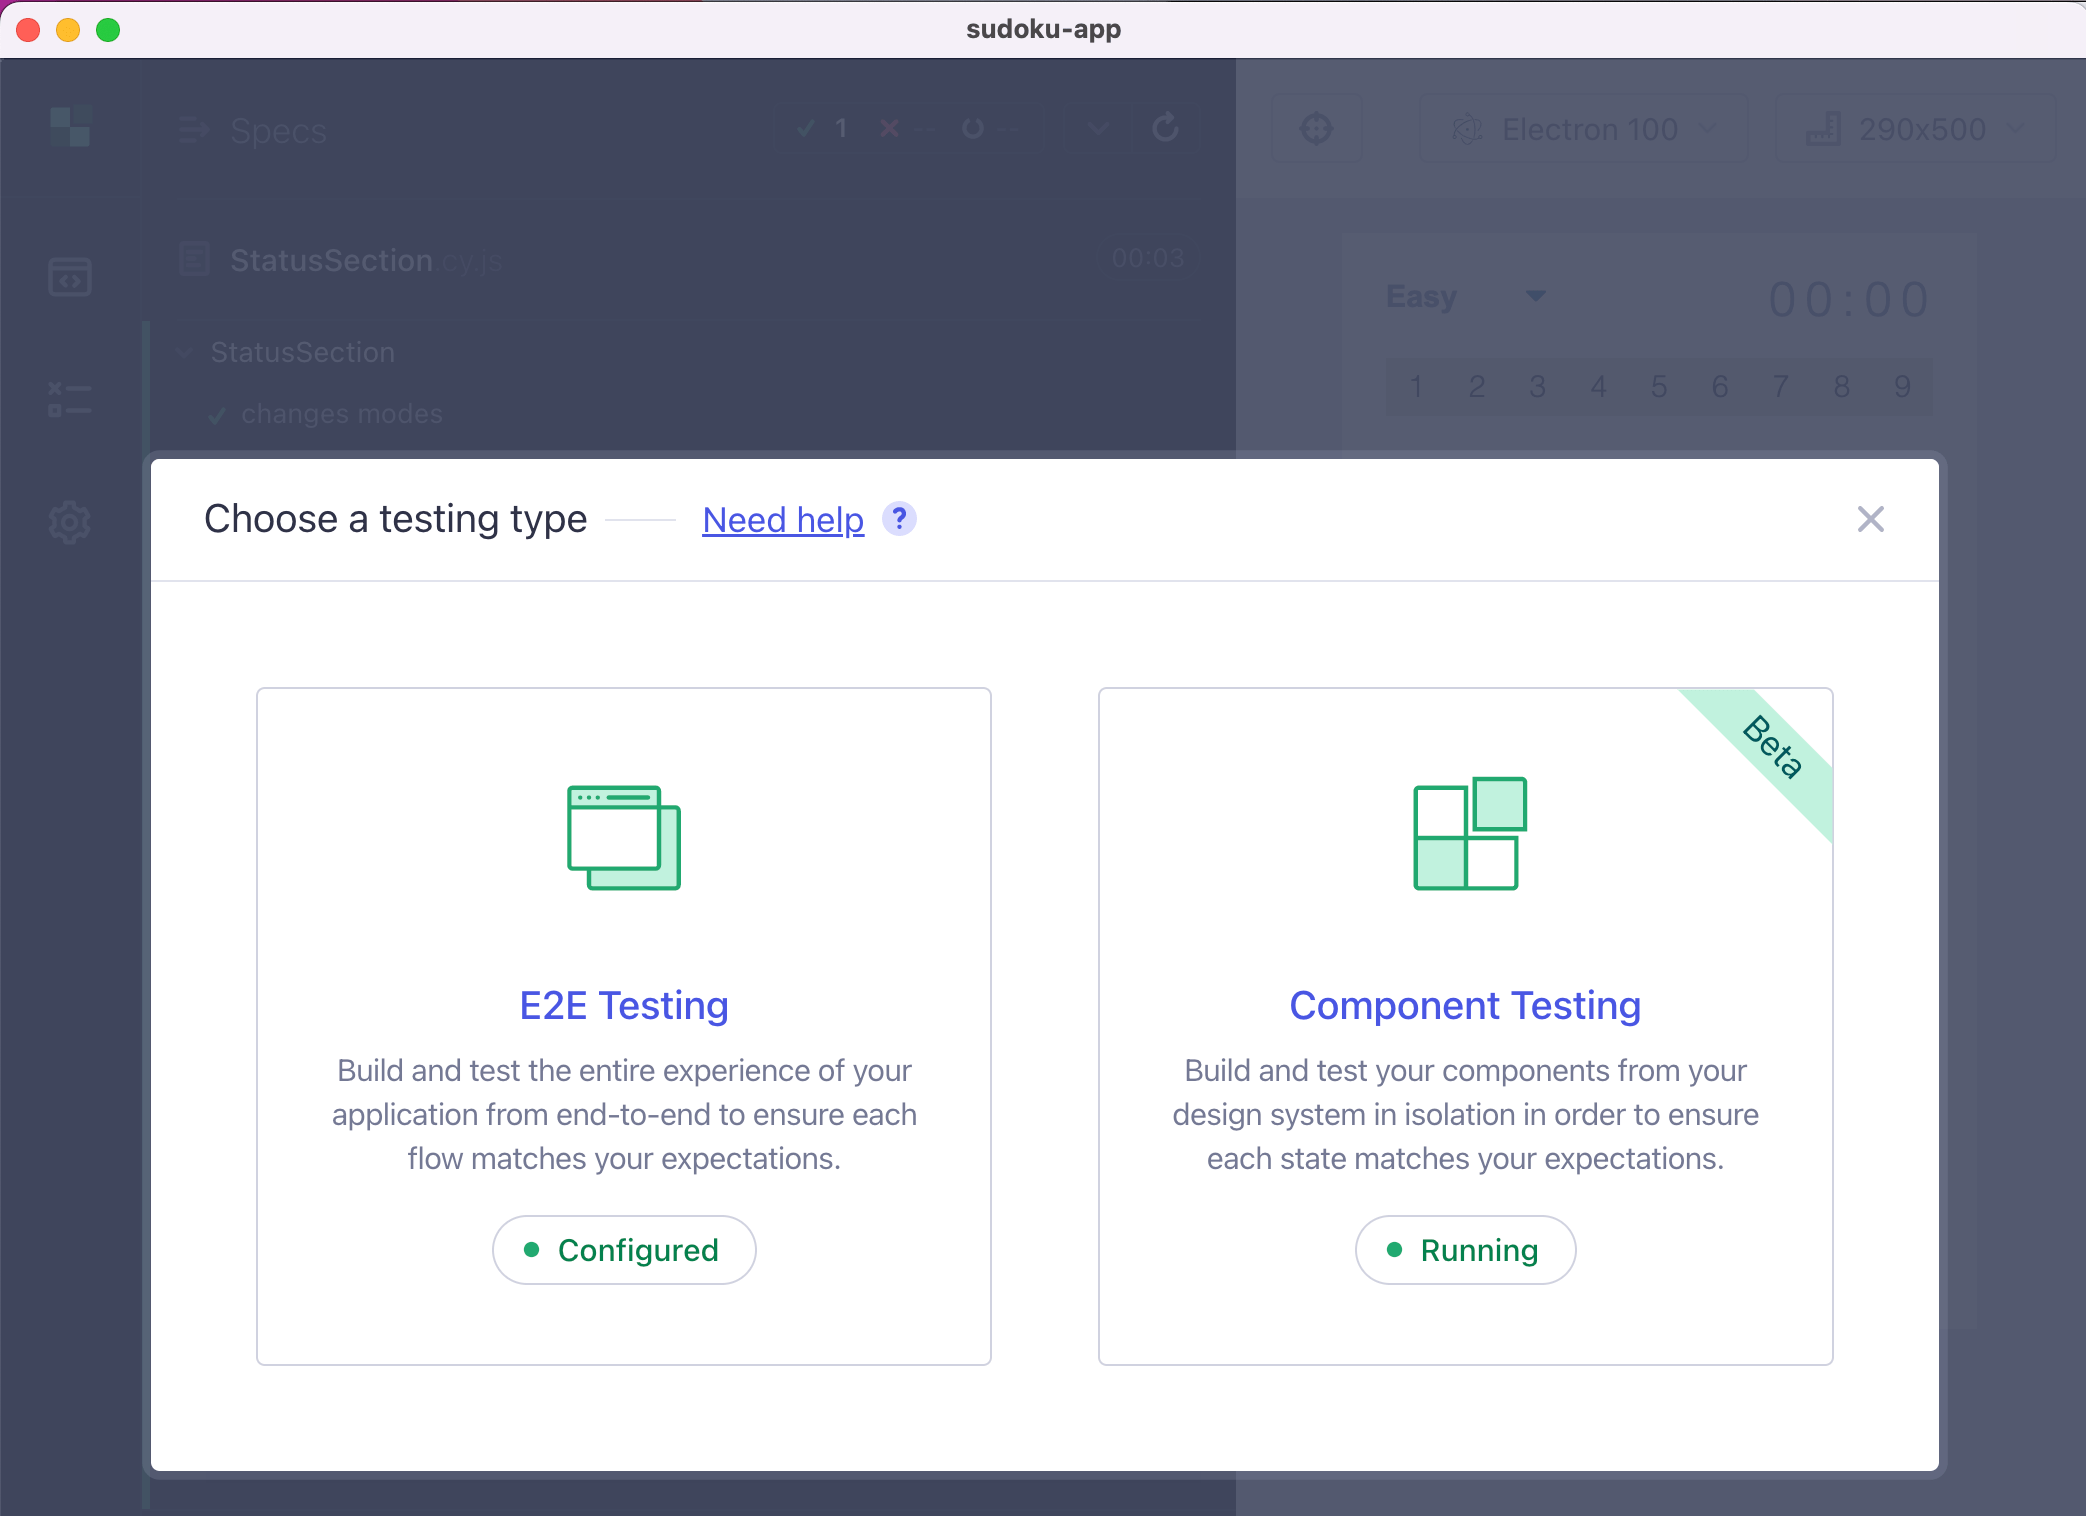 sudoku-app
Specs
1 -- --
Electron 100
290x500
StatusSection.cy.js
00:03
StatusSection
changes modes
Easy
00:00
1 2 3 4 5 6 7 8 9
Choose a testing type
Need help ?
E2E Testing
Build and test the entire experience of your
application from end-to-end to ensure each
flow matches your expectations.
Configured
Beta
Component Testing
Build and test your components from your
design system in isolation in order to ensure
each state matches your expectations.
Running